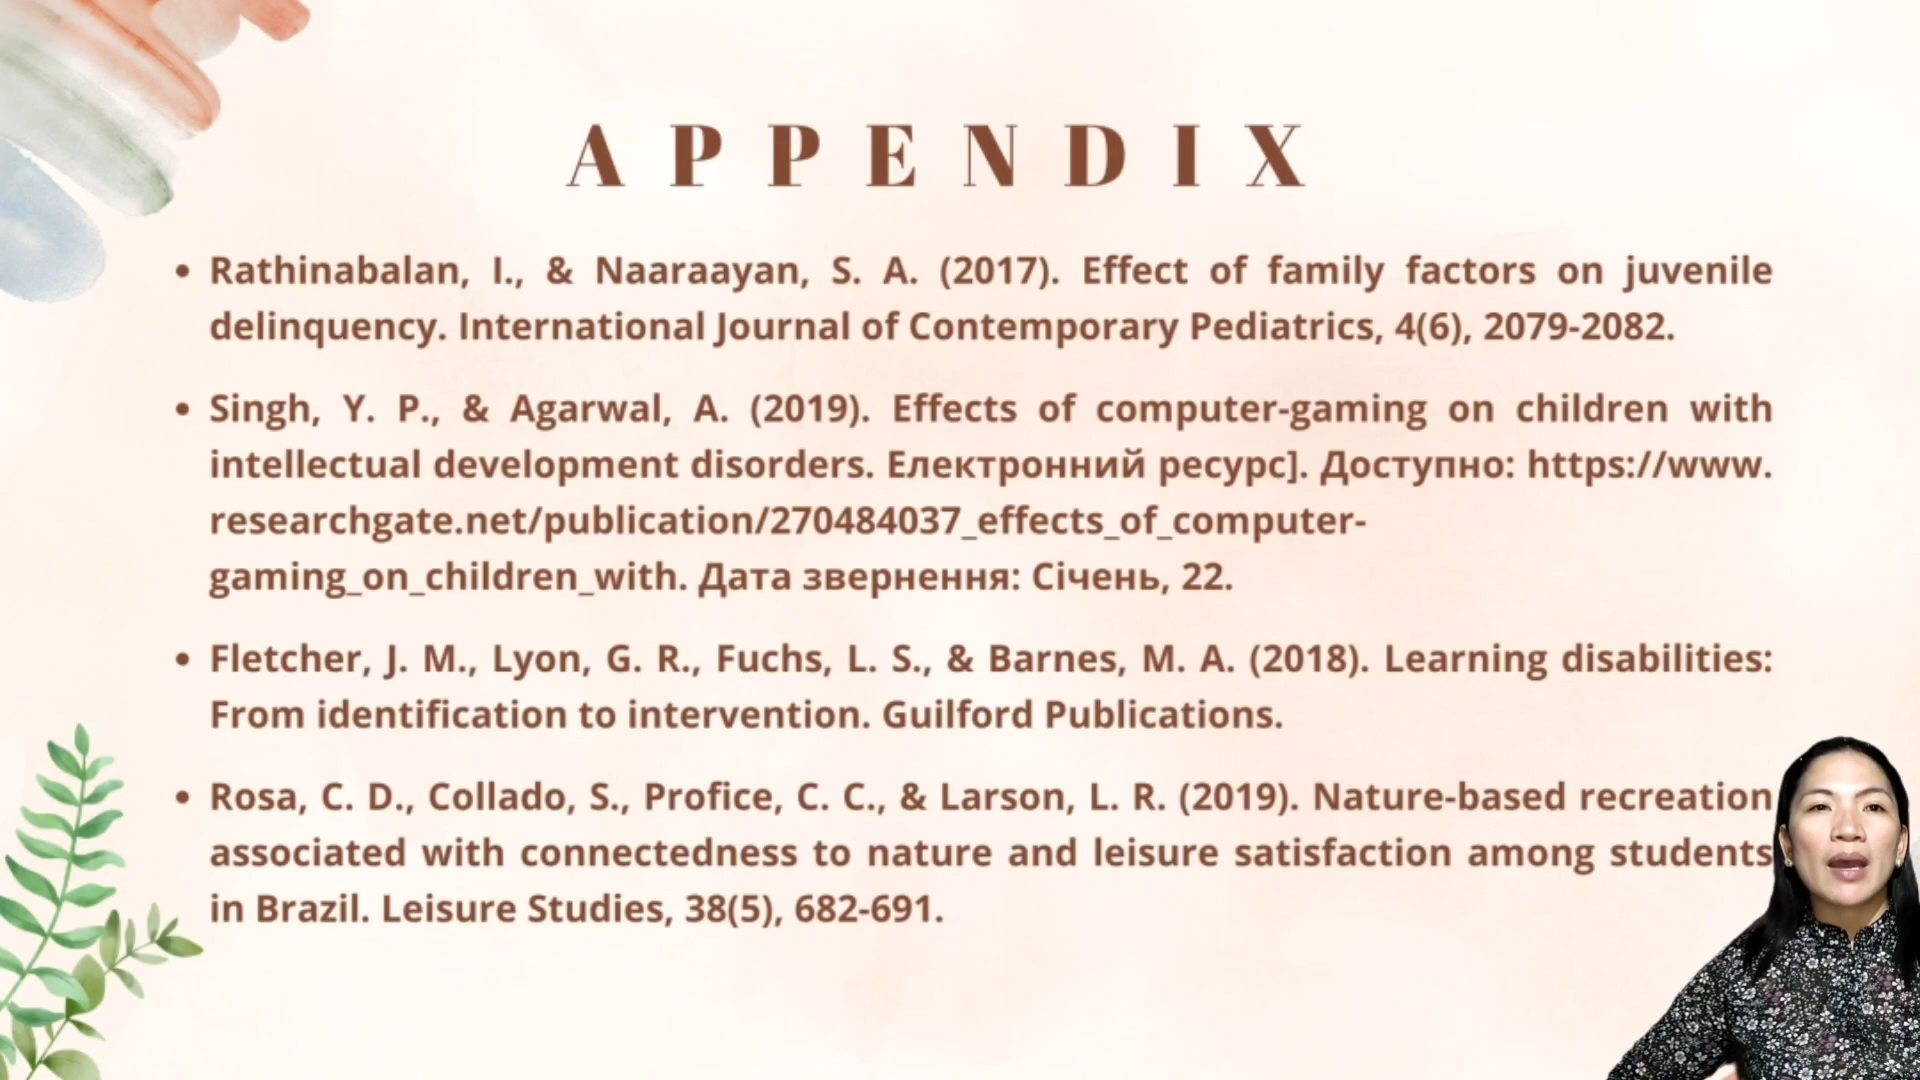 APPENDIX
• Rathinabalan, I., & Naaraayan, S. A. (2017). Effect of family factors on juvenile
delinquency. International Journal of Contemporary Pediatrics, 4(6), 2079-2082.
• Singh, Y. P., & Agarwal, A. (2019). Effects of computer-gaming on children with
intellectual development disorders. Електронний ресурс]. Доступно: https://www.
researchgate.net/publication/270484037_effects_of_computer-
gaming_on_children_with. Дата звернення: Січень, 22.
• Fletcher, J. M., Lyon, G. R., Fuchs, L. S., & Barnes, M. A. (2018). Learning disabilities:
From identification to intervention. Guilford Publications.
• Rosa, C. D., Collado, S., Profice, C. C., & Larson, L. R. (2019). Nature-based recreation
associated with connectedness to nature and leisure satisfaction among students
in Brazil. Leisure Studies, 38(5), 682-691.